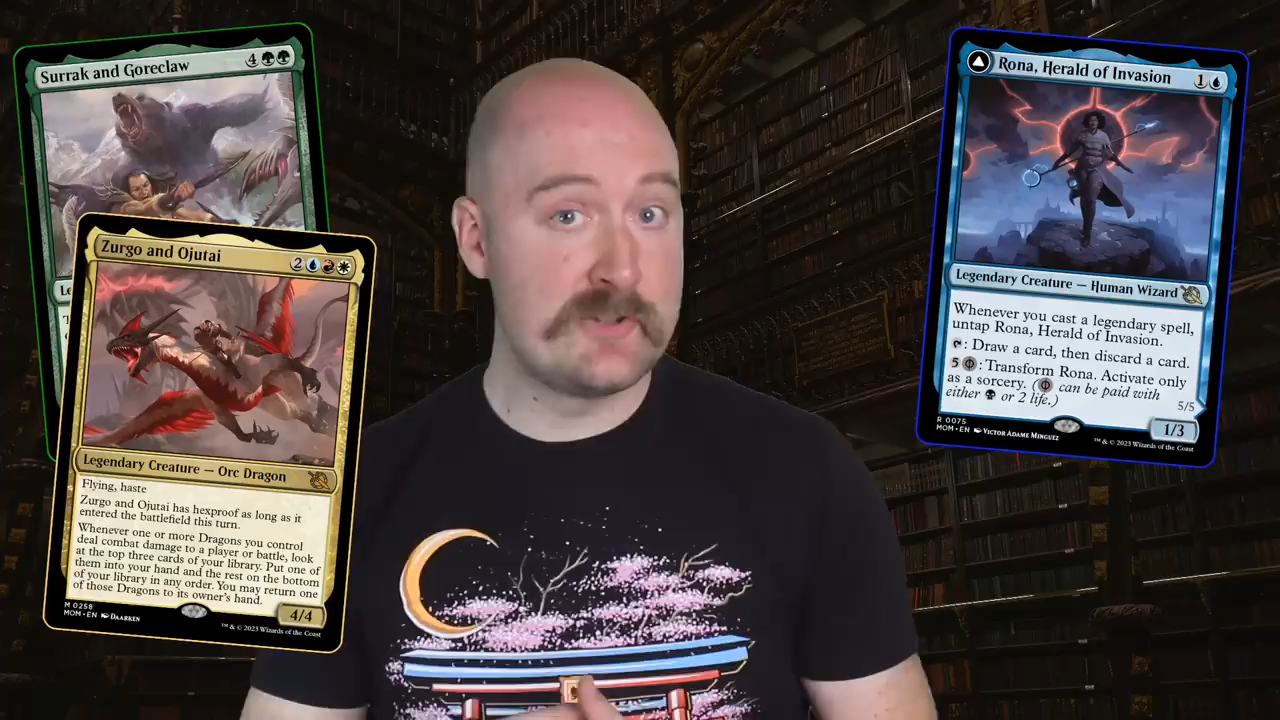 Surrak and Goreclaw 4
Zurgo and Ojutai 2
Legendary Creature — Orc Dragon
Flying, haste
Zurgo and Ojutai has hexproof as long as it
entered the battlefield this turn.
Whenever one or more Dragons you control
deal combat damage to a player or battle, look
at the top three cards of your library. Put one of
them into your hand and the rest on the bottom
of your library in any order. You may return one
of those Dragons to its owner's hand.
4/4
M 0258
MOM • EN DAARKEN
™ & © 2023 Wizards of the Coast
Rona, Herald of Invasion 1
Legendary Creature — Human Wizard
Whenever you cast a legendary spell,
untap Rona, Herald of Invasion.
: Draw a card, then discard a card.
5 : Transform Rona. Activate only
as a sorcery. ( can be paid with
either or 2 life.)
5/5
1/3
R 0075
MOM • EN VICTOR ADAME MINGUEZ
™ & © 2023 Wizards of the Coast